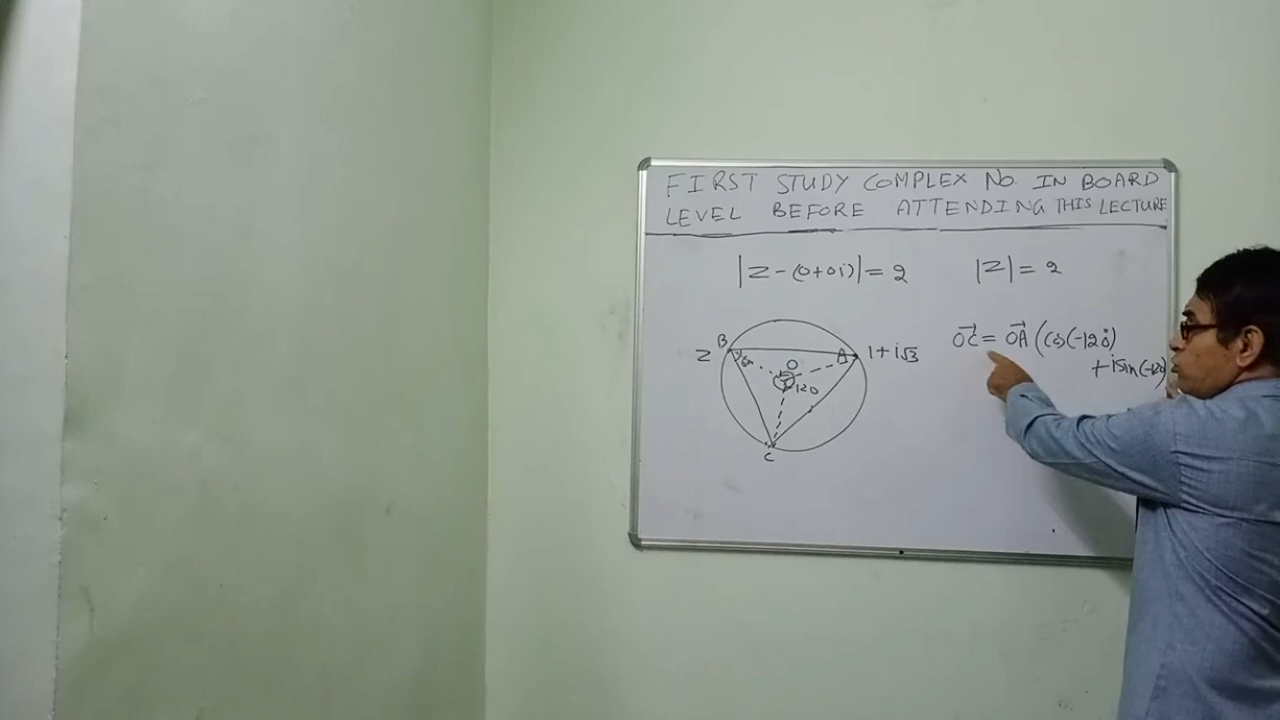 FIRST STUDY COMPLEX NO. IN BOARD
LEVEL BEFORE ATTENDING THIS LECTURE
|Z-(0+0i)|=2 |Z|=2
B
Z
A
1+i√3
O
120
C
OC→ = OA→ (cos(-120)
+isin(-120)